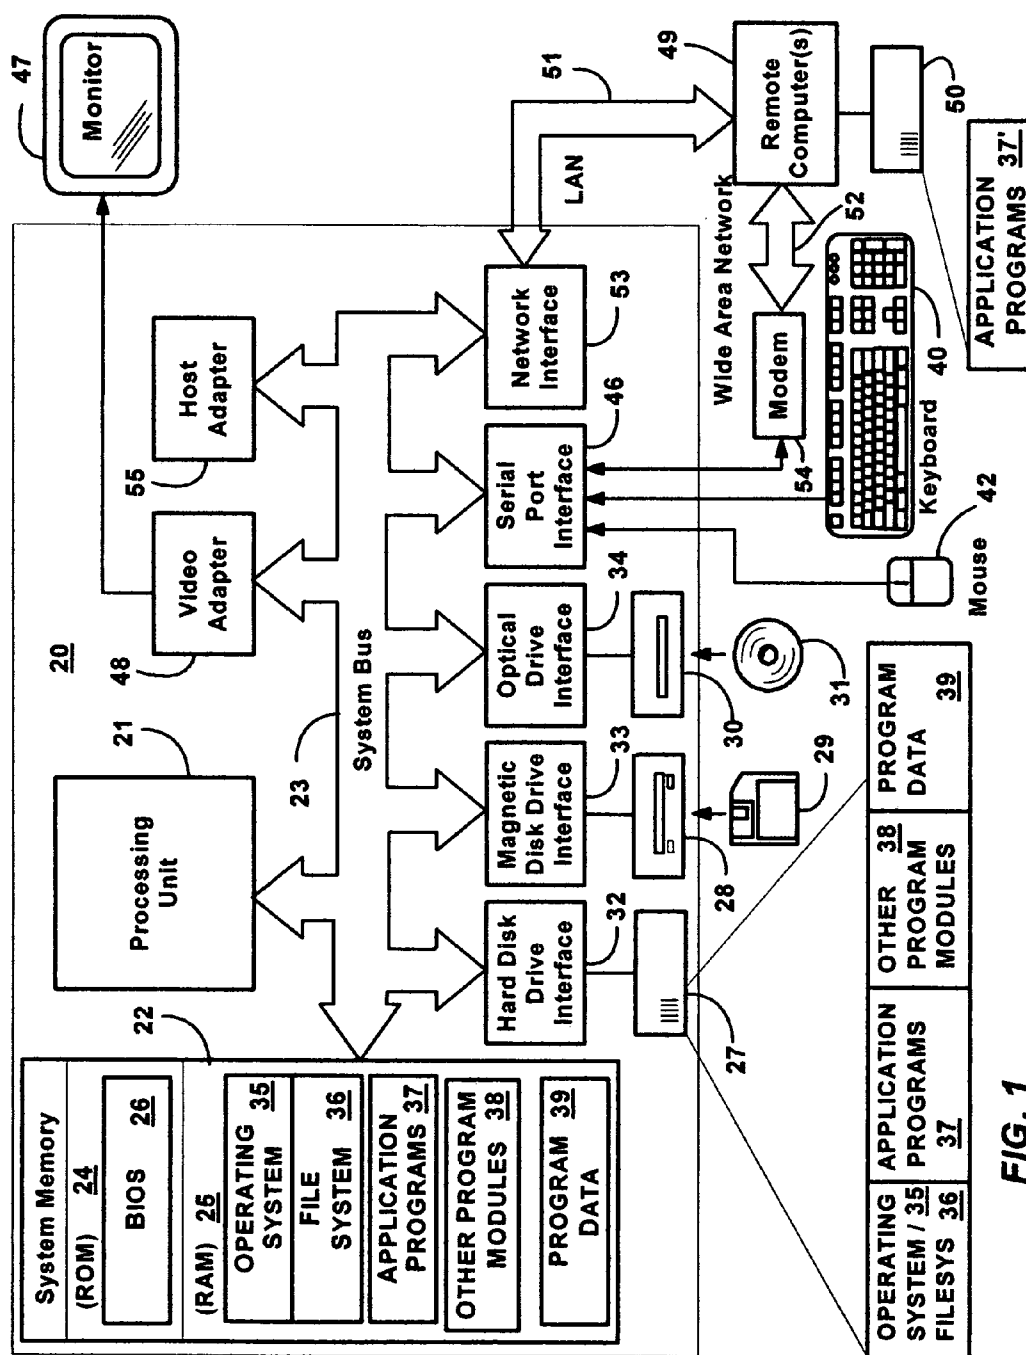 System Memory
(ROM) 24
BIOS 26
(RAM) 25
OPERATING
SYSTEM 35
FILE
SYSTEM 36
APPLICATION
PROGRAMS 37
OTHER PROGRAM
MODULES 38
PROGRAM
DATA 39
22
Processing
Unit
21
20
Video
Adapter
48
Host
Adapter
55
Monitor
47
23
System Bus
Hard Disk
Drive
Interface
32
Magnetic
Disk Drive
Interface
33
Optical
Drive
Interface
34
Serial
Port
Interface
46
Network
Interface
53
LAN
51
Wide Area Network
52
Remote
Computer(s)
49
50
Modem
54
27
28
29
30
31
Keyboard
40
Mouse
42
OPERATING
SYSTEM / 35
FILESYS 36
APPLICATION
PROGRAMS
37
OTHER 38
PROGRAM
MODULES
PROGRAM
DATA
39
APPLICATION
PROGRAMS 37'
FIG. 1